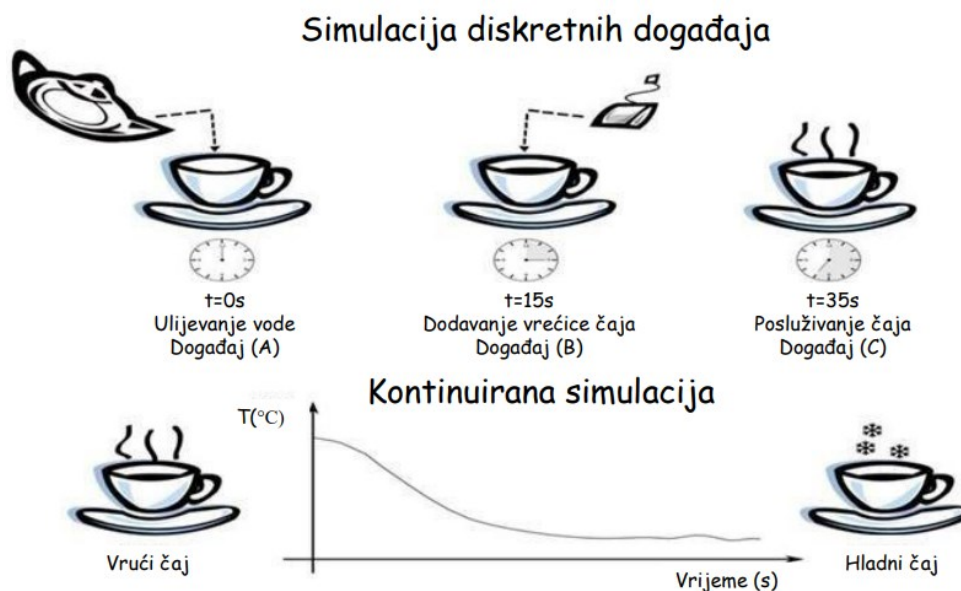 Simulacija diskretnih događaja
t=0s
Ulijevanje vode
Događaj (A)
t=15s
Dodavanje vrećice čaja
Događaj (B)
t=35s
Posluživanje čaja
Događaj (C)
Kontinuirana simulacija
T(°C)
Vrući čaj
Vrijeme (s)
Hladni čaj